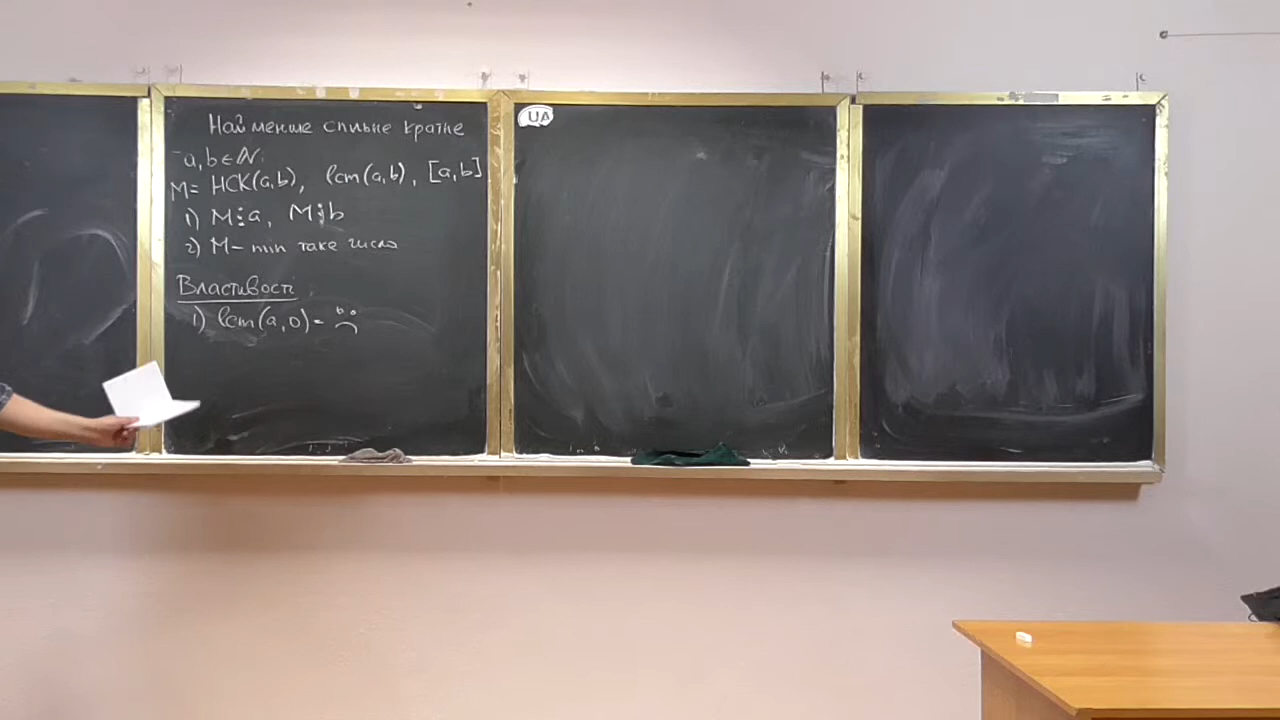 Найменше спільне кратне
a, b ∈ N.
M = НСК(a, b), lcm(a, b), [a, b]
1) M⋮a, M⋮b
2) M – min таке число
Властивості
1) lcm(a, 0) =
UA